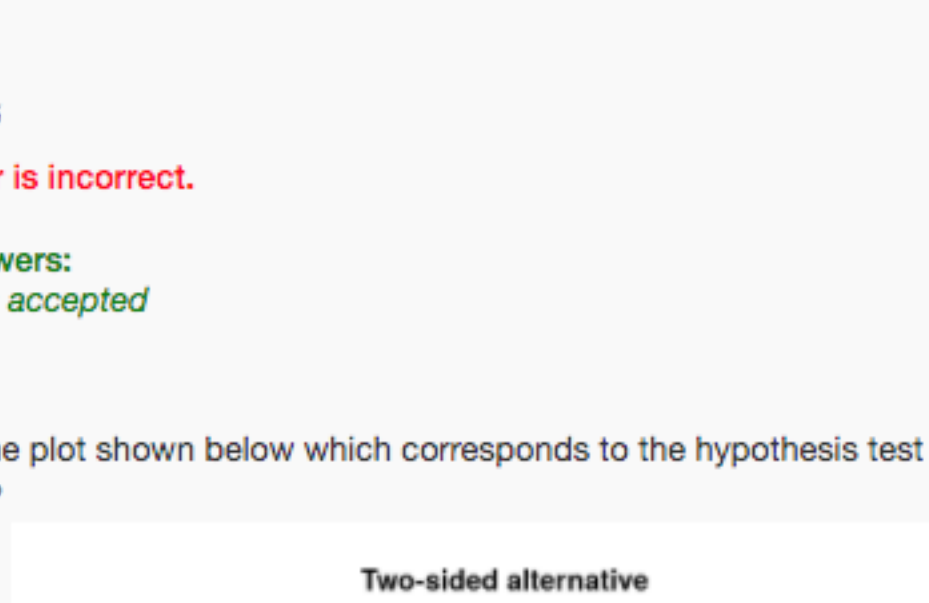 is incorrect.
wers:
accepted
e plot shown below which corresponds to the hypothesis test
Two-sided alternative